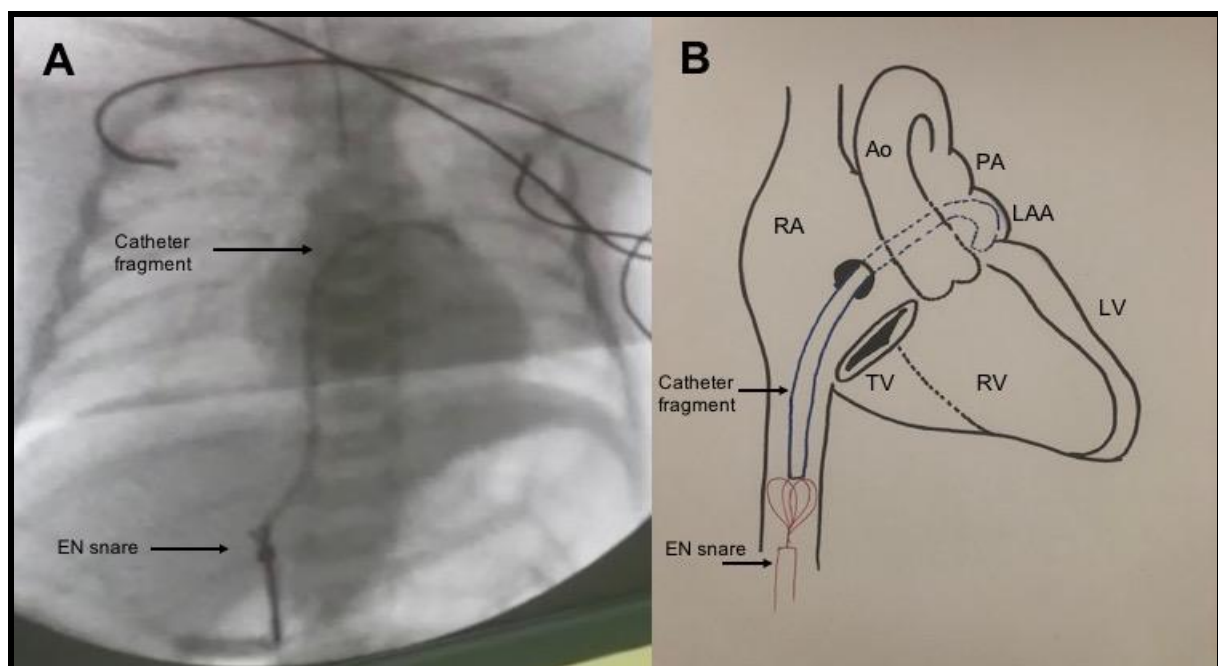 A
Catheter
fragment
EN snare
B
Ao
PA
RA
LAA
LV
Catheter
fragment
TV
RV
EN snare